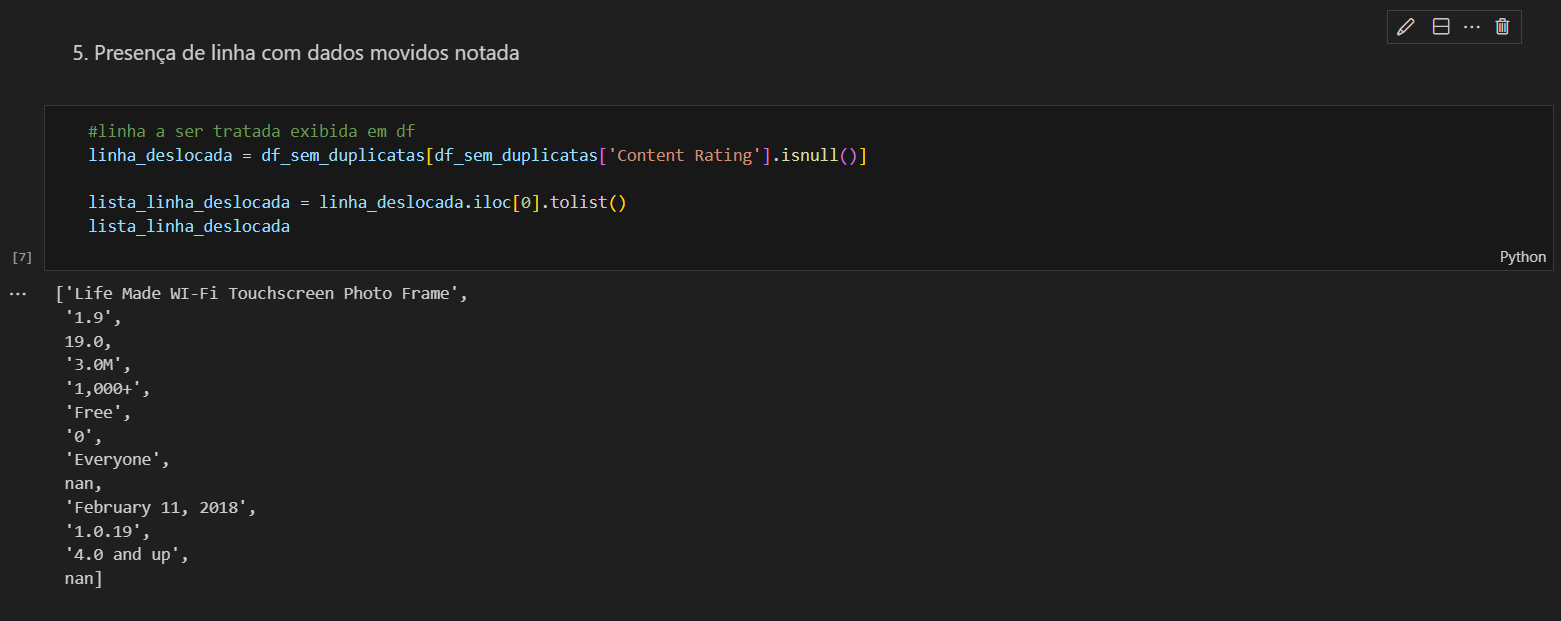 5. Presença de linha com dados movidos notada
#linha a ser tratada exibida em df
linha_deslocada = df_sem_duplicatas[df_sem_duplicatas['Content Rating'].isnull()]
lista_linha_deslocada = linha_deslocada.iloc[0].tolist()
lista_linha_deslocada
[7]
Python
['Life Made WI-Fi Touchscreen Photo Frame',
'1.9',
19.0,
'3.0M',
'1,000+',
'Free',
'0',
'Everyone',
nan,
'February 11, 2018',
'1.0.19',
'4.0 and up',
nan]